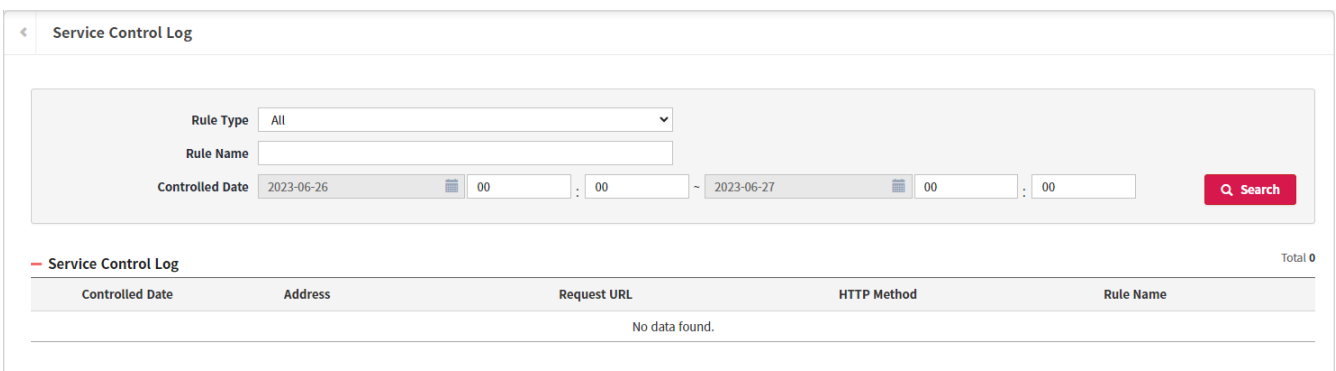 Service Control Log
Rule Type All
Rule Name
Controlled Date 2023-06-26 00 : 00 ~ 2023-06-27 00 : 00 Search
Service Control Log Total 0
Controlled Date Address Request URL HTTP Method Rule Name
No data found.